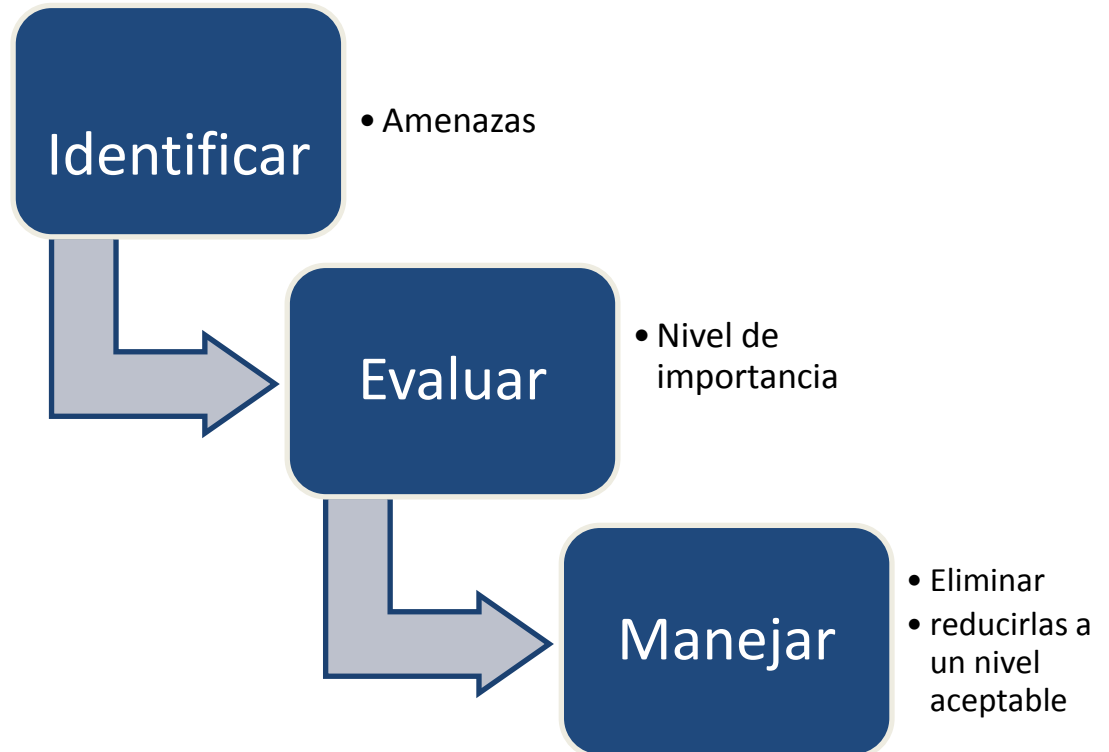 Identificar
• Amenazas
Evaluar
• Nivel de
importancia
Manejar
• Eliminar
• reducirlas a
un nivel
aceptable